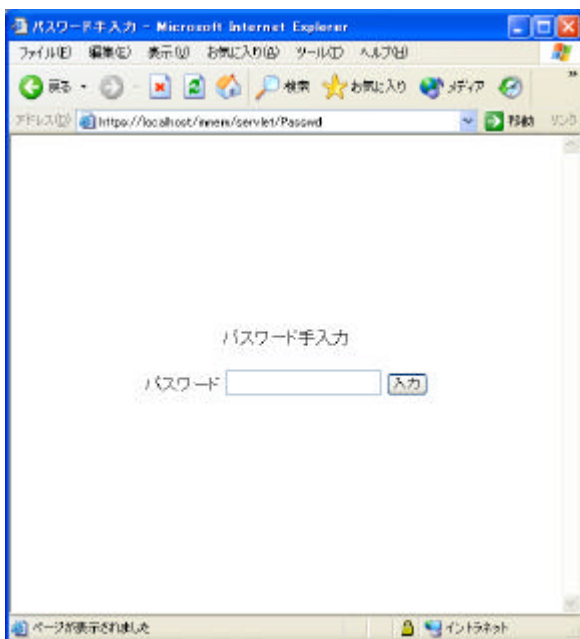 パスワード手入力 - Microsoft Internet Explorer
ファイル(F) 編集(E) 表示(V) お気に入り(A) ツール(T) ヘルプ(H)
戻る 検索 お気に入り メディア
アドレス(D) https://localhost/ /servlet/Passwd 移動 リンク
パスワード手入力
パスワード 入力
ページが表示されました イントラネット